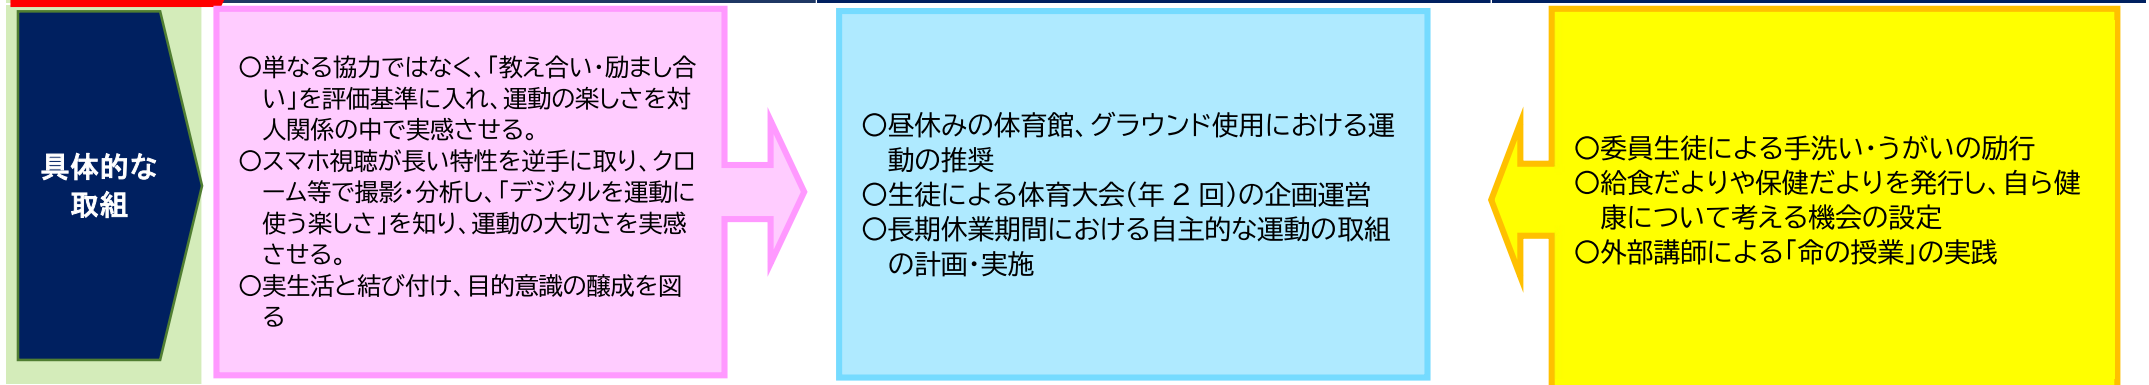 具体的な
取組
〇単なる協力ではなく、「教え合い・励まし合
い」を評価基準に入れ、運動の楽しさを対
人関係の中で実感させる。
〇スマホ視聴が長い特性を逆手に取り、クロ
ーム等で撮影・分析し、「デジタルを運動に
使う楽しさ」を知り、運動の大切さを実感
させる。
〇実生活と結び付け、目的意識の醸成を図
る
〇昼休みの体育館、グラウンド使用における運
動の推奨
〇生徒による体育大会（年 2 回）の企画運営
〇長期休業期間における自主的な運動の取組
の計画・実施
〇委員生徒による手洗い・うがいの励行
〇給食だよりや保健だよりを発行し、自ら健
康について考える機会の設定
〇外部講師による「命の授業」の実践